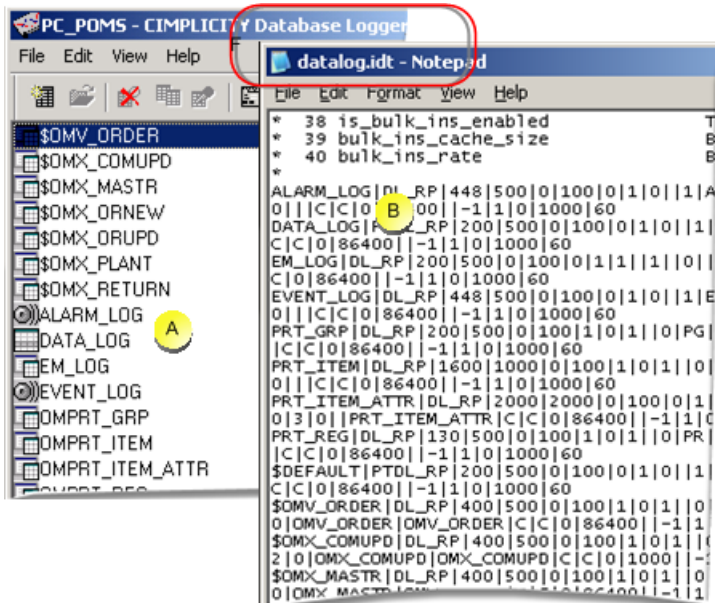 PC_POMS - CIMPLICITY Database Logger
File Edit View Help
F
$OMV_ORDER
$OMX_COMUPD
$OMX_MASTR
$OMX_ORNEW
$OMX_ORUPD
$OMX_PLANT
$OMX_RETURN
ALARM_LOG
DATA_LOG
EM_LOG
EVENT_LOG
OMPRT_GRP
OMPRT_ITEM
OMPRT_ITEM_ATTR
A
datalog.idt - Notepad
File Edit Format View Help
* 38 is_bulk_ins_enabled T
* 39 bulk_ins_cache_size B
* 40 bulk_ins_rate B
*
ALARM_LOG|DL_RP|448|500|0|100|0|1|0||1|A
0|||C|C|0 00||-1|1|0|1000|60
B
DATA_LOG| _RP|200|500|0|100|0|1|0||1|
C|C|0|86400||-1|1|0|1000|60
EM_LOG|DL_RP|200|500|0|100|0|1|1||1|0||
C|0|86400||-1|1|0|1000|60
EVENT_LOG|DL_RP|448|500|0|100|0|1|0||1|E
0|||C|C|0|86400||-1|1|0|1000|60
PRT_GRP|DL_RP|200|500|0|100|1|0|1||0|PG|
|C|C|0|86400||-1|1|0|1000|60
PRT_ITEM|DL_RP|1600|1000|0|100|1|0|1||0|
0|||C|C|0|86400||-1|1|0|1000|60
PRT_ITEM_ATTR|DL_RP|2000|2000|0|100|0|1|
0|3|0||PRT_ITEM_ATTR|C|C|0|86400||-1|1|0
PRT_REG|DL_RP|130|500|0|100|1|0|1||0|PR|
|C|C|0|86400||-1|1|0|1000|60
$DEFAULT|PTDL_RP|200|500|0|100|0|1|0||1|
C|C|0|86400||-1|1|0|1000|60
$OMV_ORDER|DL_RP|400|500|0|100|1|0|1||0
0|OMV_ORDER|OMV_ORDER|C|C|0|86400||-1|1
$OMX_COMUPD|DL_RP|400|500|0|100|1|0|1||
2|0|OMX_COMUPD|OMX_COMUPD|C|C|0|1000||-
$OMX_MASTR|DL_RP|400|500|0|100|1|0|1||0